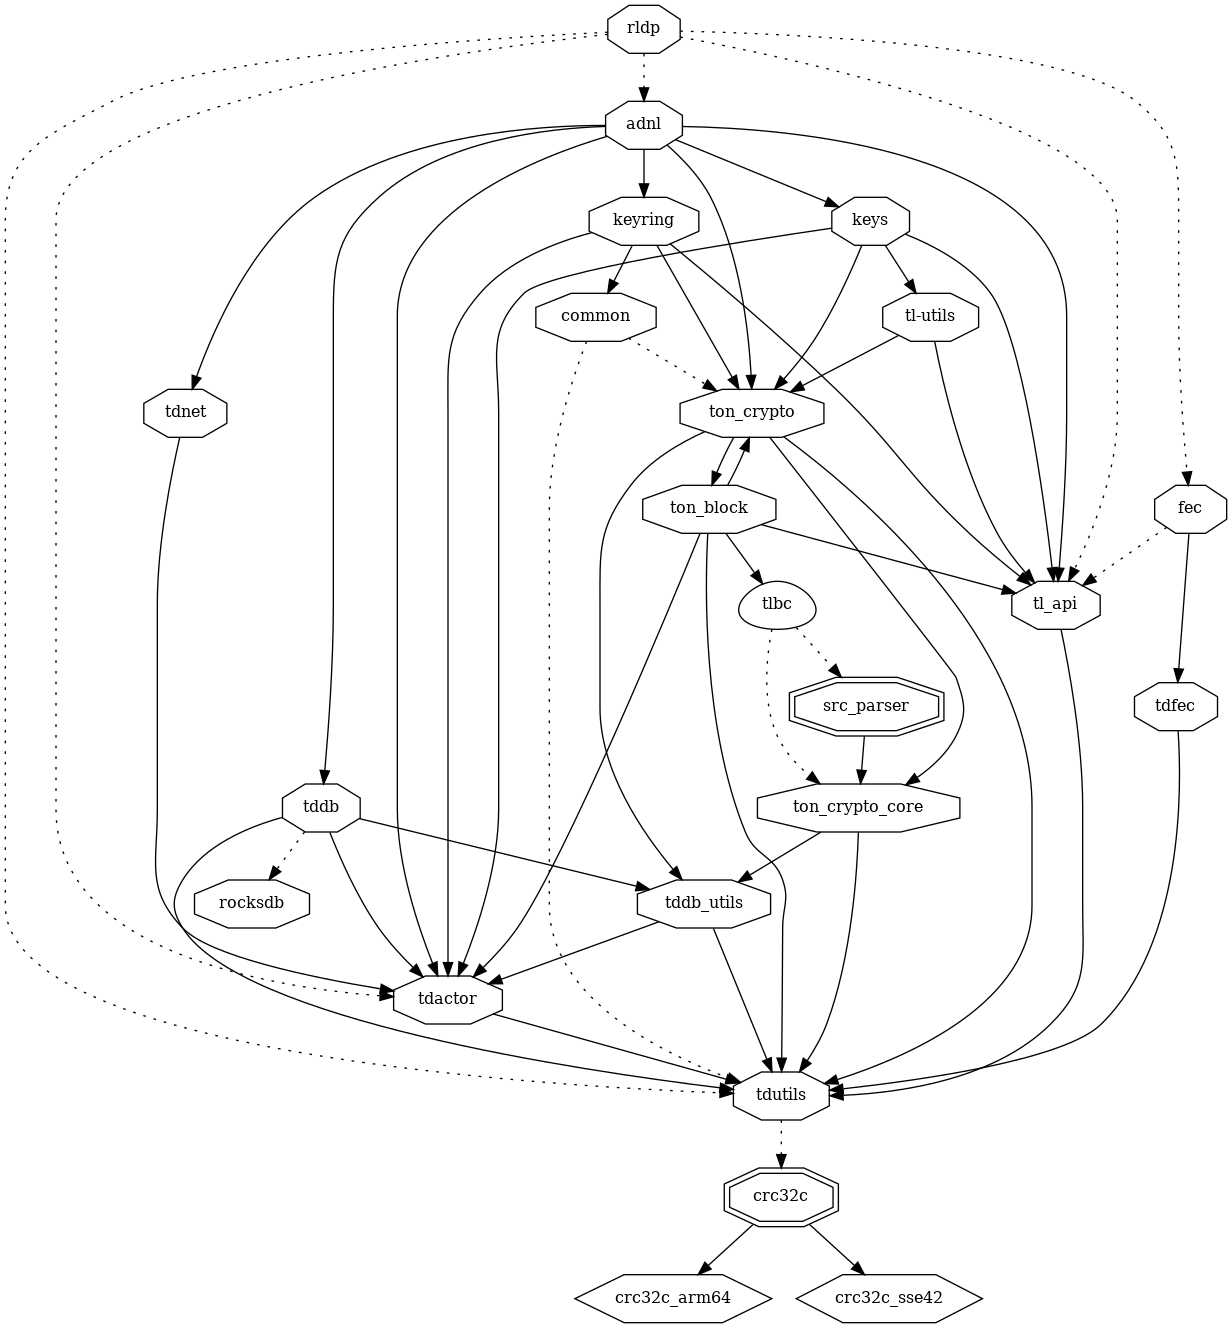 rldp
adnl
keyring
keys
common
tl-utils
tdnet
ton_crypto
ton_block
fec
tlbc
tl_api
src_parser
tdfec
tddb
ton_crypto_core
rocksdb
tddb_utils
tdactor
tdutils
crc32c
crc32c_arm64
crc32c_sse42